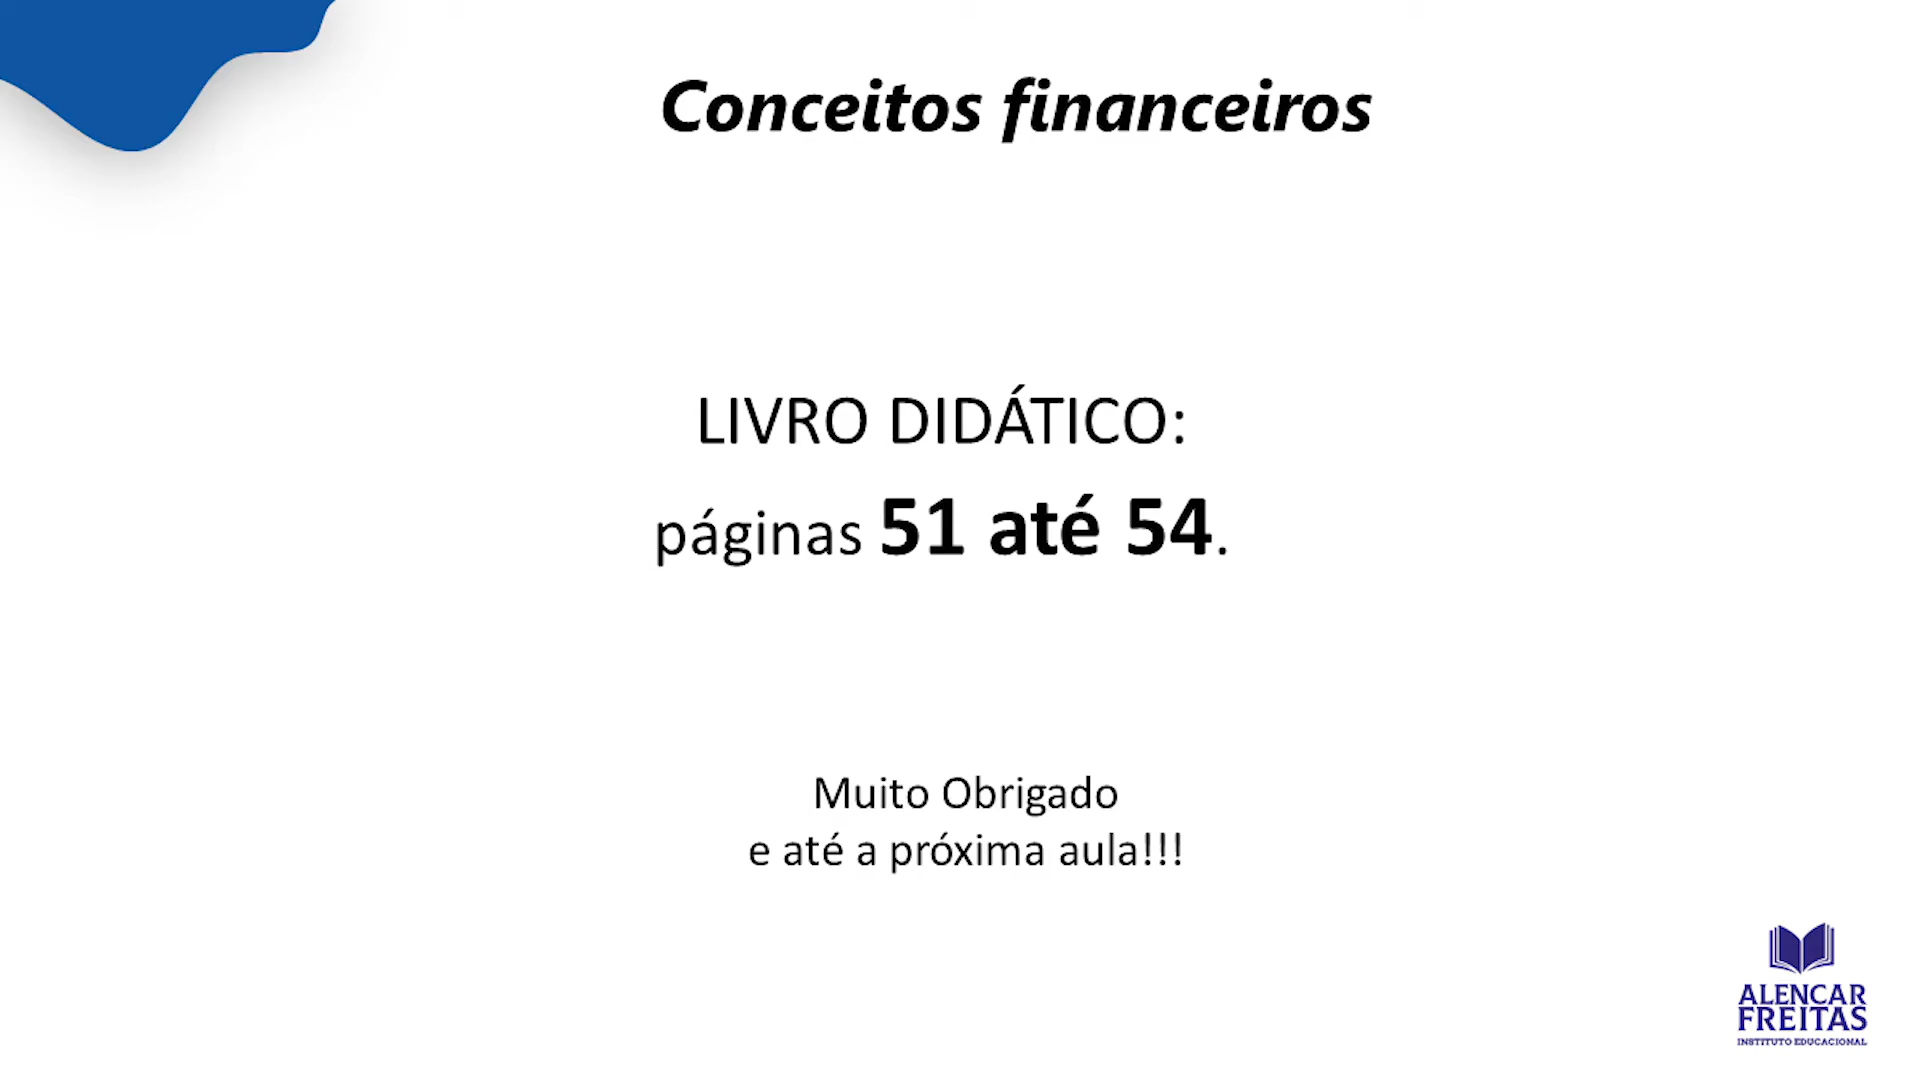 Conceitos financeiros
LIVRO DIDÁTICO:
páginas 51 até 54.
Muito Obrigado
e até a próxima aula!!!
ALENCAR
FREITAS
INSTITUTO EDUCACIONAL